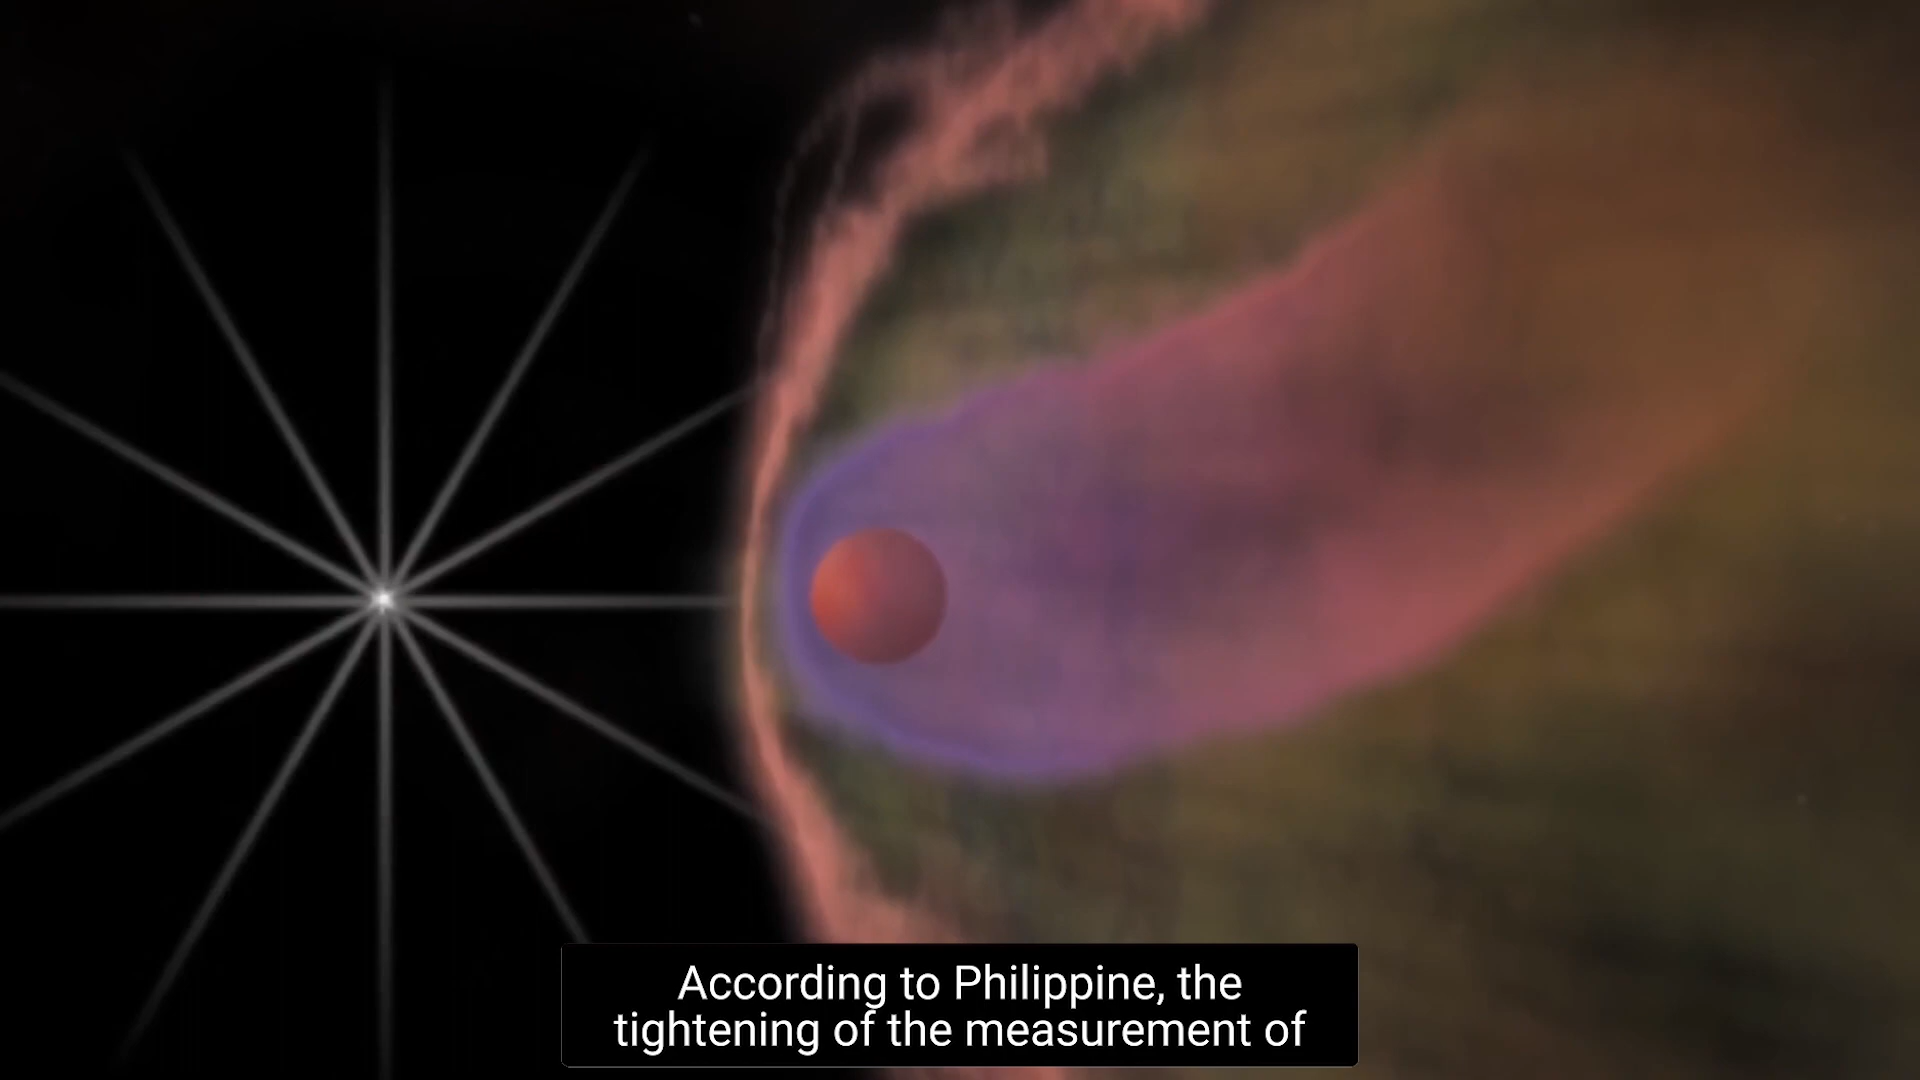 According to Philippine, the
tightening of the measurement of